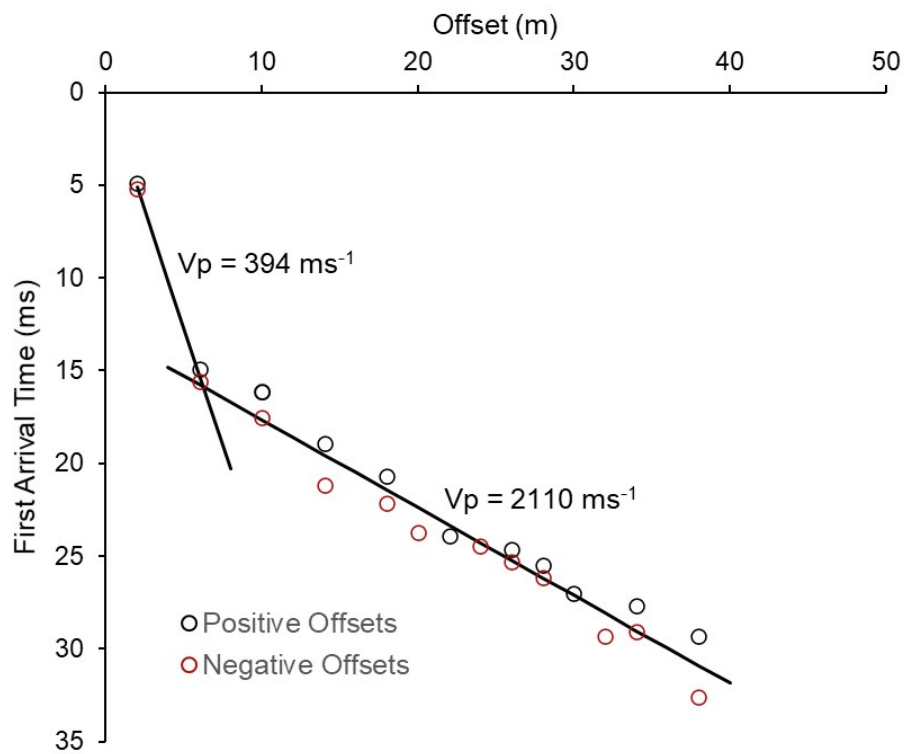 Offset (m)
0 10 20 30 40 50
0
5
10
15
20
25
30
35
First Arrival Time (ms)
Vp = 394 ms⁻¹
Vp = 2110 ms⁻¹
Positive Offsets
Negative Offsets